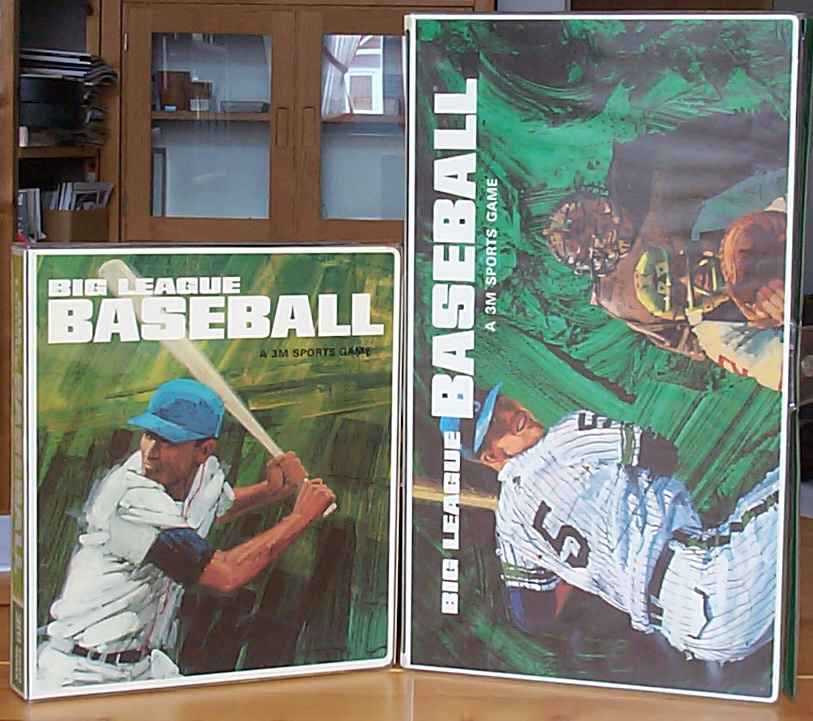 BIG LEAGUE
BASEBALL
A 3M SPORTS GAME
BIG LEAGUE BASEBALL
A 3M SPORTS GAME
5